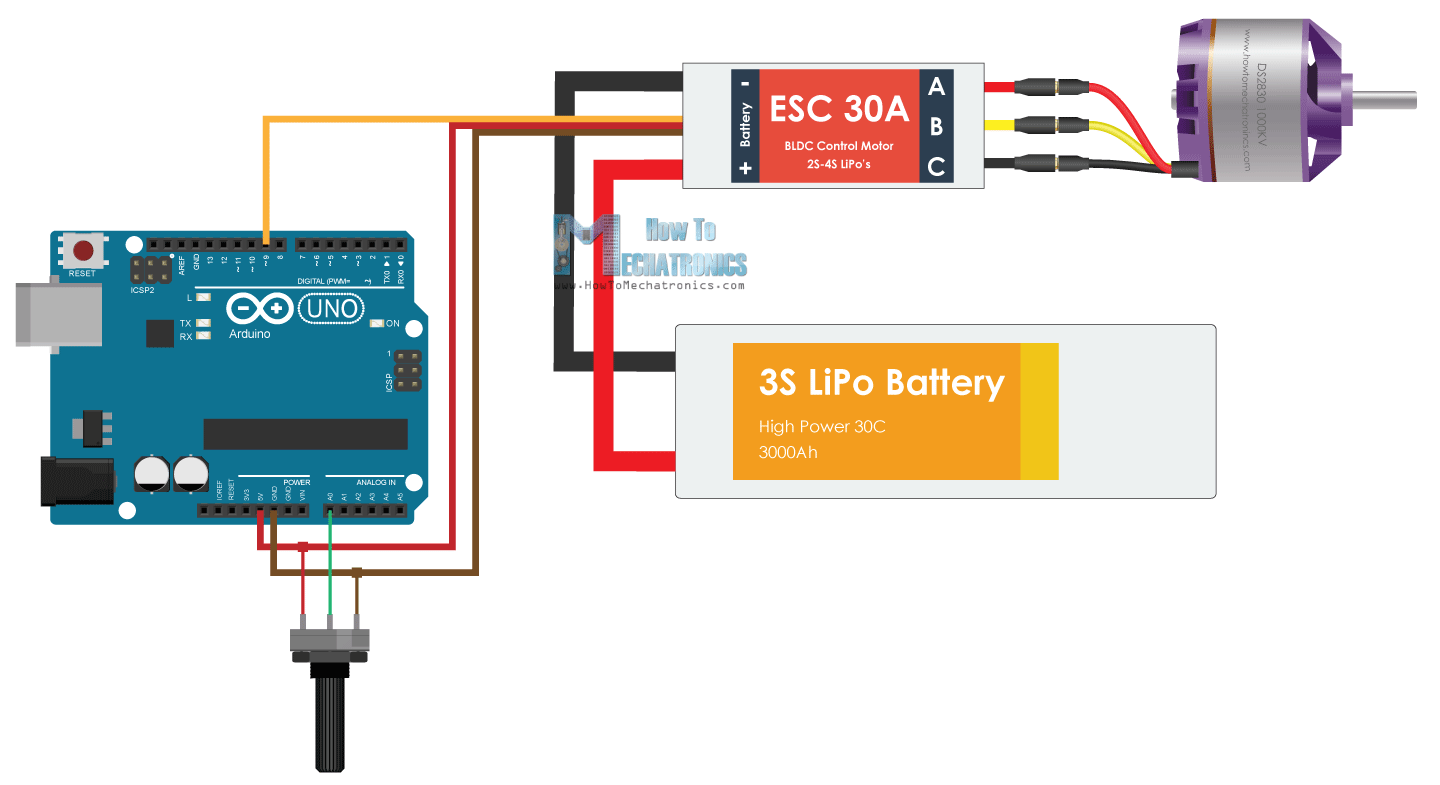 ESC 30A
BLDC Control Motor
2S-4S LiPo's
Battery
-
+
A
B
C
DS2830 1000KV
www.howtomechatronics.com
How To
MECHATRONICS
www.HowToMechatronics.com
3S LiPo Battery
High Power 30C
3000Ah
RESET
ICSP2
AREF
GND
13
12
~11
~10
~9
8
7
~6
~5
4
~3
2
TX0 ▶ 1
RX0 ◀ 0
DIGITAL (PWM=
L
TX
RX
UNO
Arduino
ON
1
ICSP
POWER
ANALOG IN
IOREF
RESET
3V3
5V
GND
GND
VIN
A0
A1
A2
A3
A4
A5